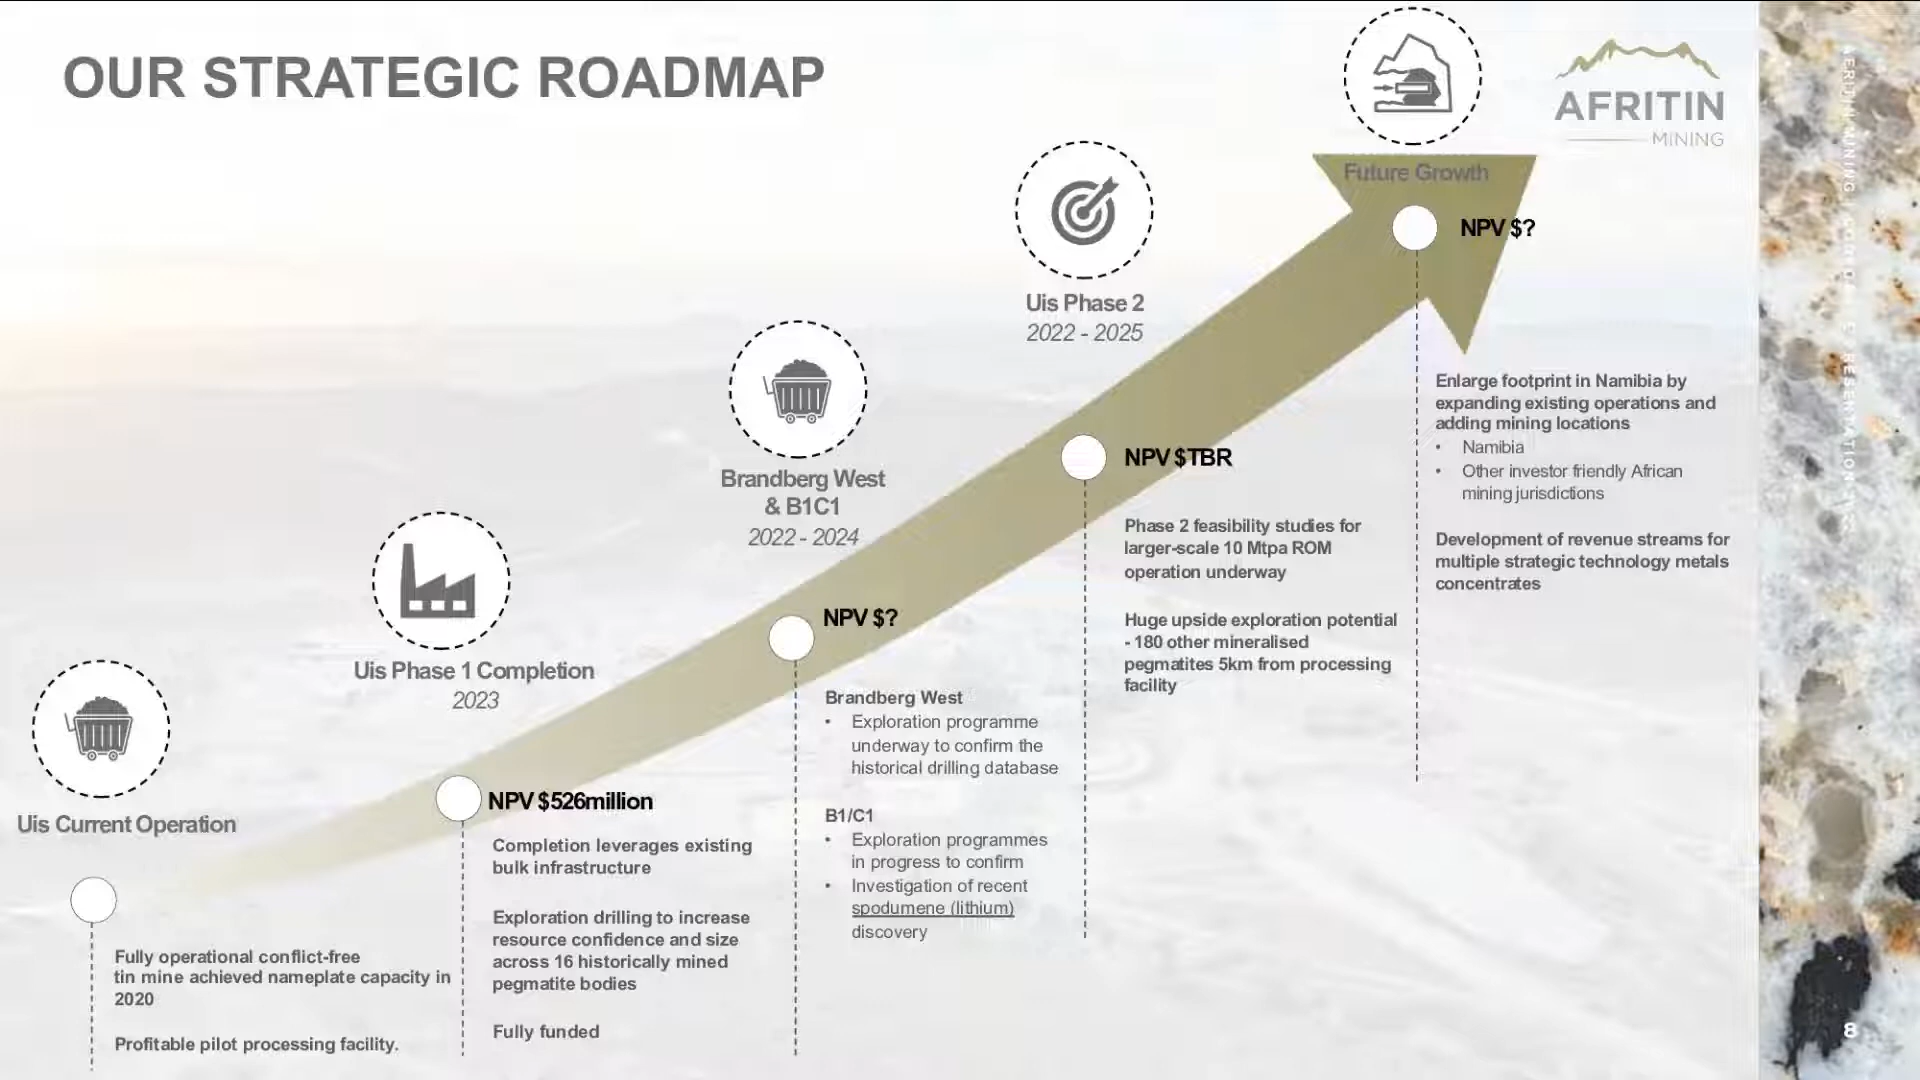 OUR STRATEGIC ROADMAP
AFRITIN
MINING
Future Growth
NPV $?
Uis Phase 2
2022 - 2025
Enlarge footprint in Namibia by
expanding existing operations and
adding mining locations
• Namibia
• Other investor friendly African
mining jurisdictions
Development of revenue streams for
multiple strategic technology metals
concentrates
NPV $TBR
Phase 2 feasibility studies for
larger-scale 10 Mtpa ROM
operation underway
Huge upside exploration potential
- 180 other mineralised
pegmatites 5km from processing
facility
Brandberg West
& B1C1
2022 - 2024
NPV $?
Brandberg West
• Exploration programme
underway to confirm the
historical drilling database
B1/C1
• Exploration programmes
in progress to confirm
• Investigation of recent
spodumene (lithium)
discovery
Uis Phase 1 Completion
2023
NPV $526million
Completion leverages existing
bulk infrastructure
Exploration drilling to increase
resource confidence and size
across 16 historically mined
pegmatite bodies
Fully funded
Uis Current Operation
Fully operational conflict-free
tin mine achieved nameplate capacity in
2020
Profitable pilot processing facility.
8